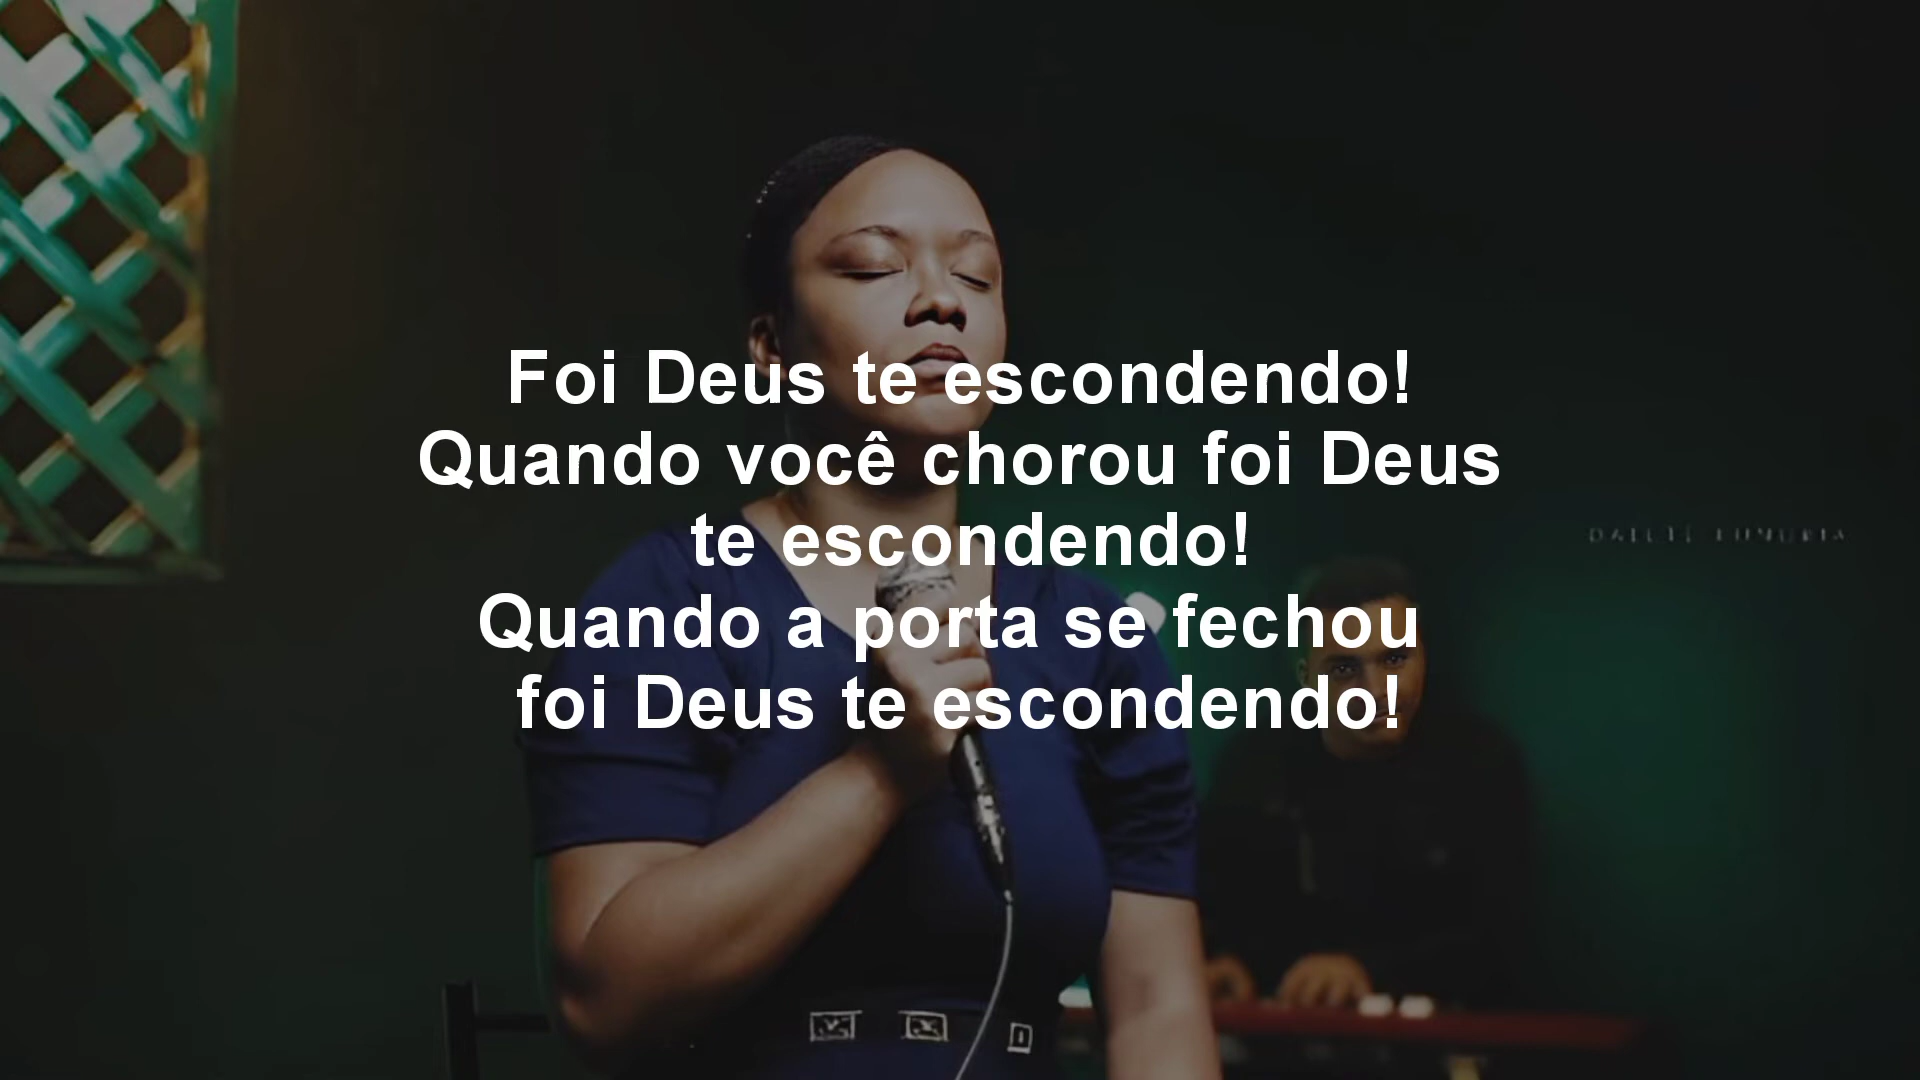 Foi Deus te escondendo!
Quando você chorou foi Deus
te escondendo!
Quando a porta se fechou
foi Deus te escondendo!